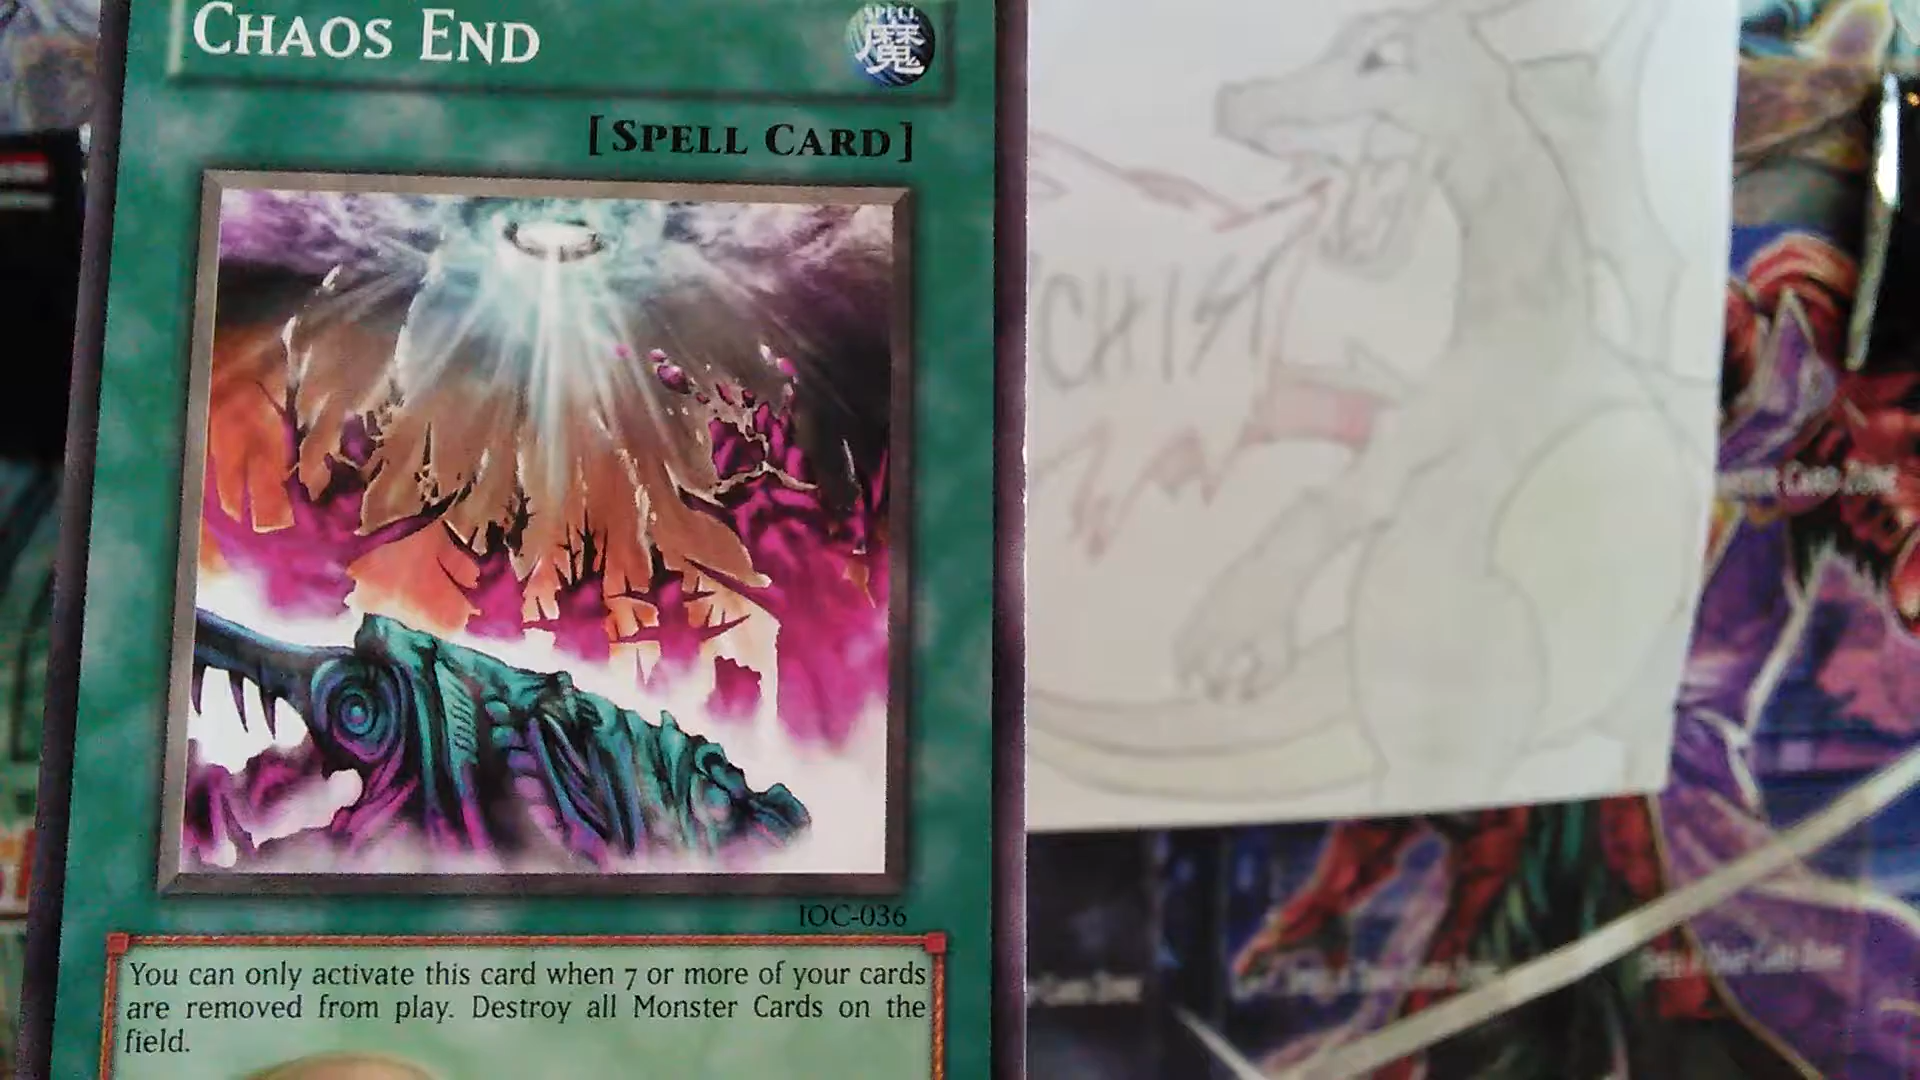 CHAOS END
SPELL
魔
[SPELL CARD]
IOC-036
You can only activate this card when 7 or more of your cards
are removed from play. Destroy all Monster Cards on the
field.